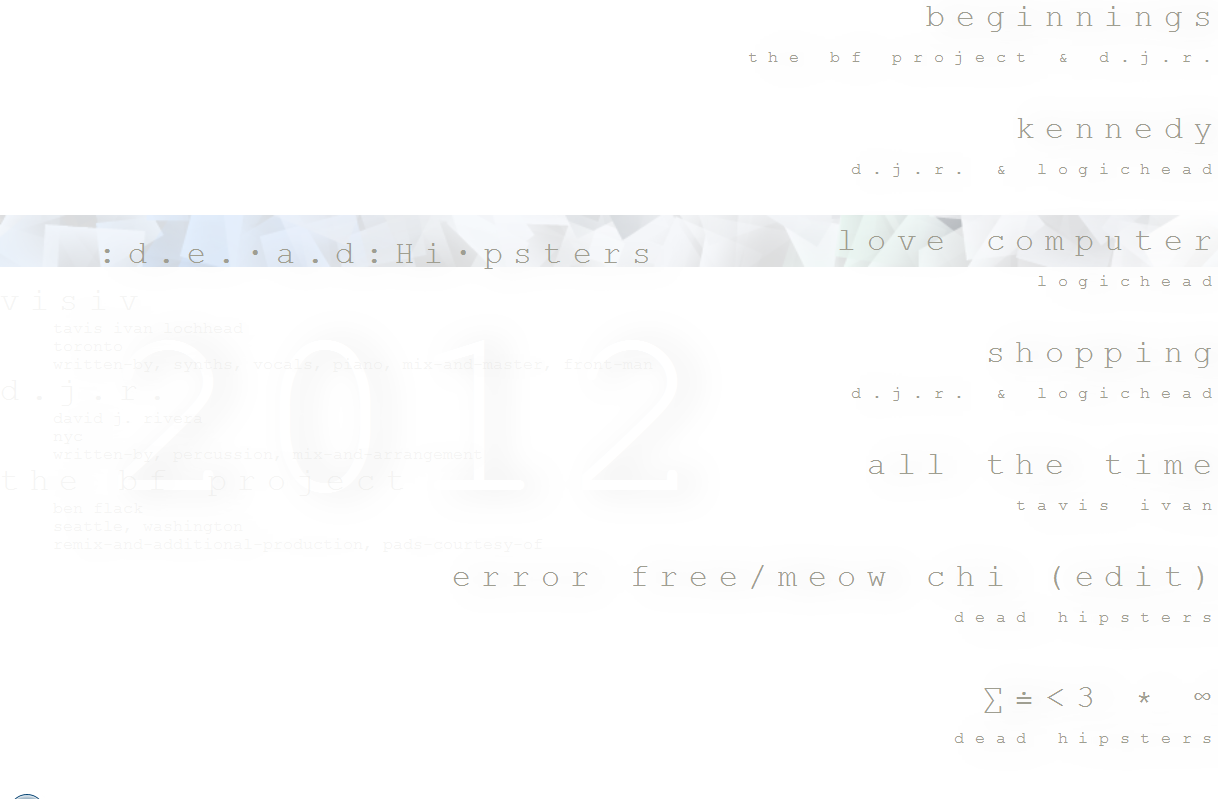 beginnings
the bf project & d.j.r.
kennedy
d.j.r. & logichead
love computer
logichead
shopping
d.j.r. & logichead
all the time
tavis ivan
error free/meow chi (edit)
dead hipsters
∑≐<3 * ∞
dead hipsters
:d.e.·a.d:Hi·psters
2012
visiv
tavis ivan lochhead
toronto
written-by, synths, vocals, piano, mix-and-master, front-man
d.j.r.
david j. rivera
nyc
written-by, percussion, mix-and-arrangement
the bf project
ben flack
seattle, washington
remix-and-additional-production, pads-courtesy-of